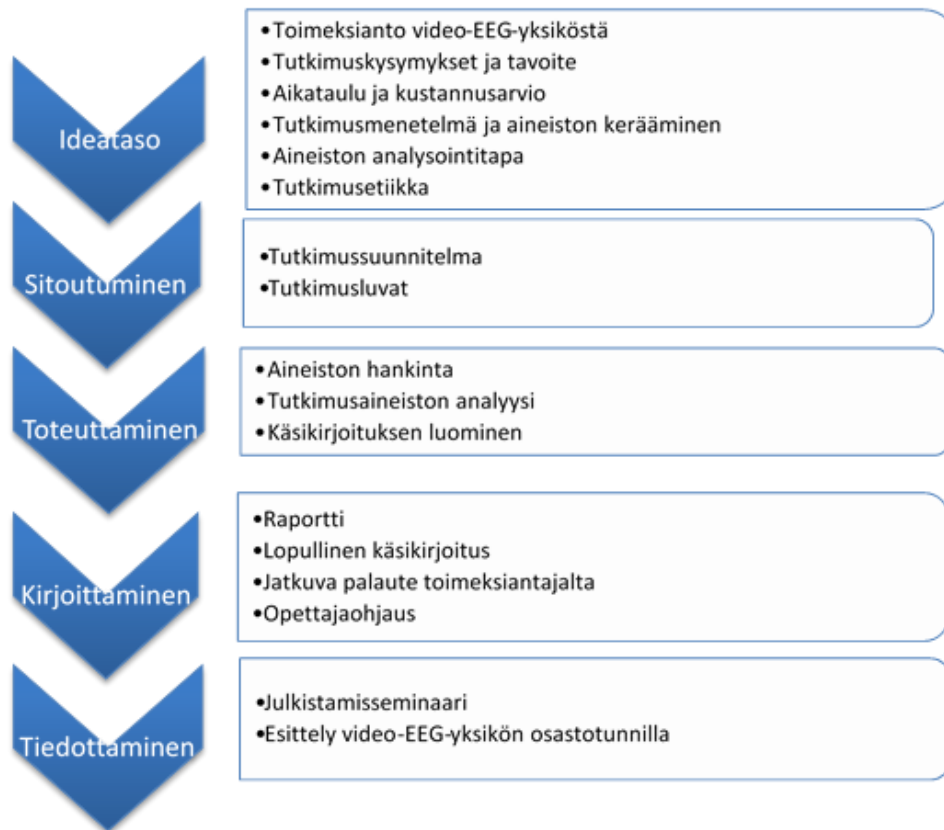 Ideataso
•Toimeksianto video-EEG-yksiköstä
•Tutkimuskysymykset ja tavoite
•Aikataulu ja kustannusarvio
•Tutkimusmenetelmä ja aineiston kerääminen
•Aineiston analysointitapa
•Tutkimusetiikka
Sitoutuminen
•Tutkimussuunnitelma
•Tutkimusluvat
Toteuttaminen
•Aineiston hankinta
•Tutkimusaineiston analyysi
•Käsikirjoituksen luominen
Kirjoittaminen
•Raportti
•Lopullinen käsikirjoitus
•Jatkuva palaute toimeksiantajalta
•Opettajaohjaus
Tiedottaminen
•Julkistamisseminaari
•Esittely video-EEG-yksikön osastotunnilla